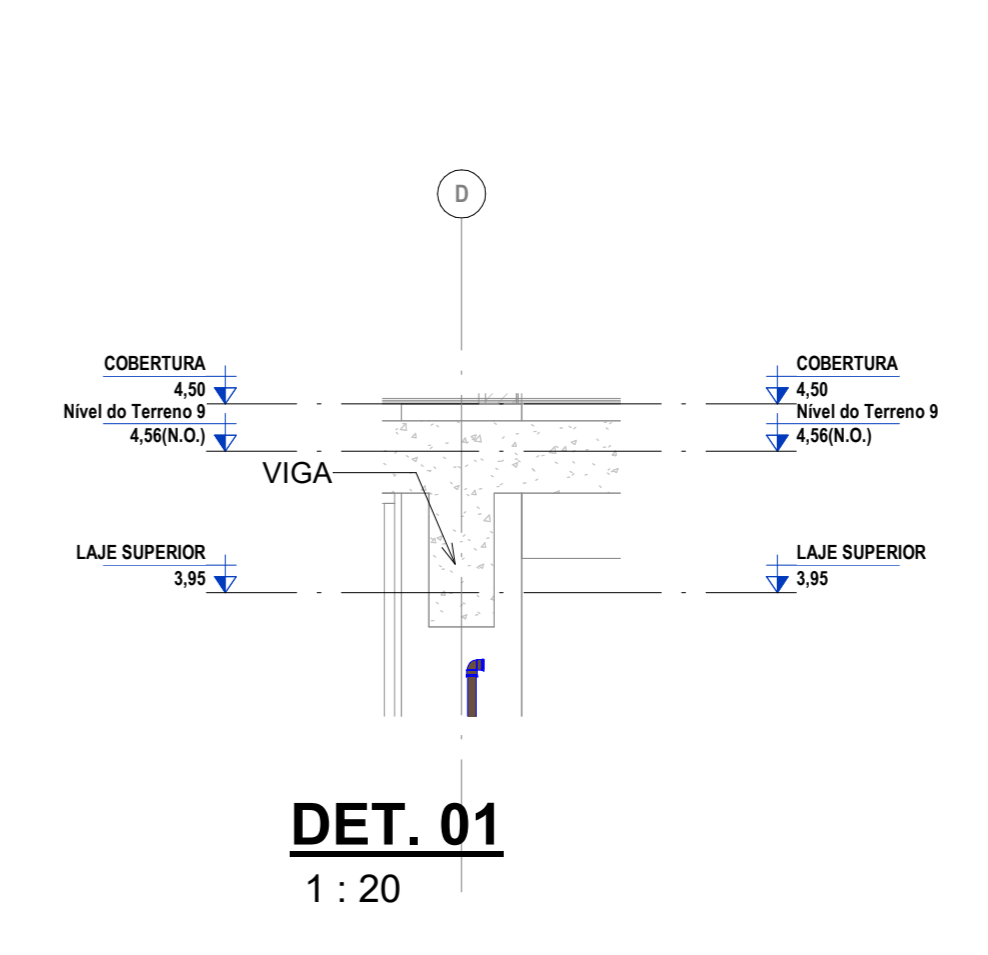 D
COBERTURA
4,50
Nível do Terreno 9
4,56(N.O.)
COBERTURA
4,50
Nível do Terreno 9
4,56(N.O.)
VIGA
LAJE SUPERIOR
3,95
LAJE SUPERIOR
3,95
DET. 01
1 : 20